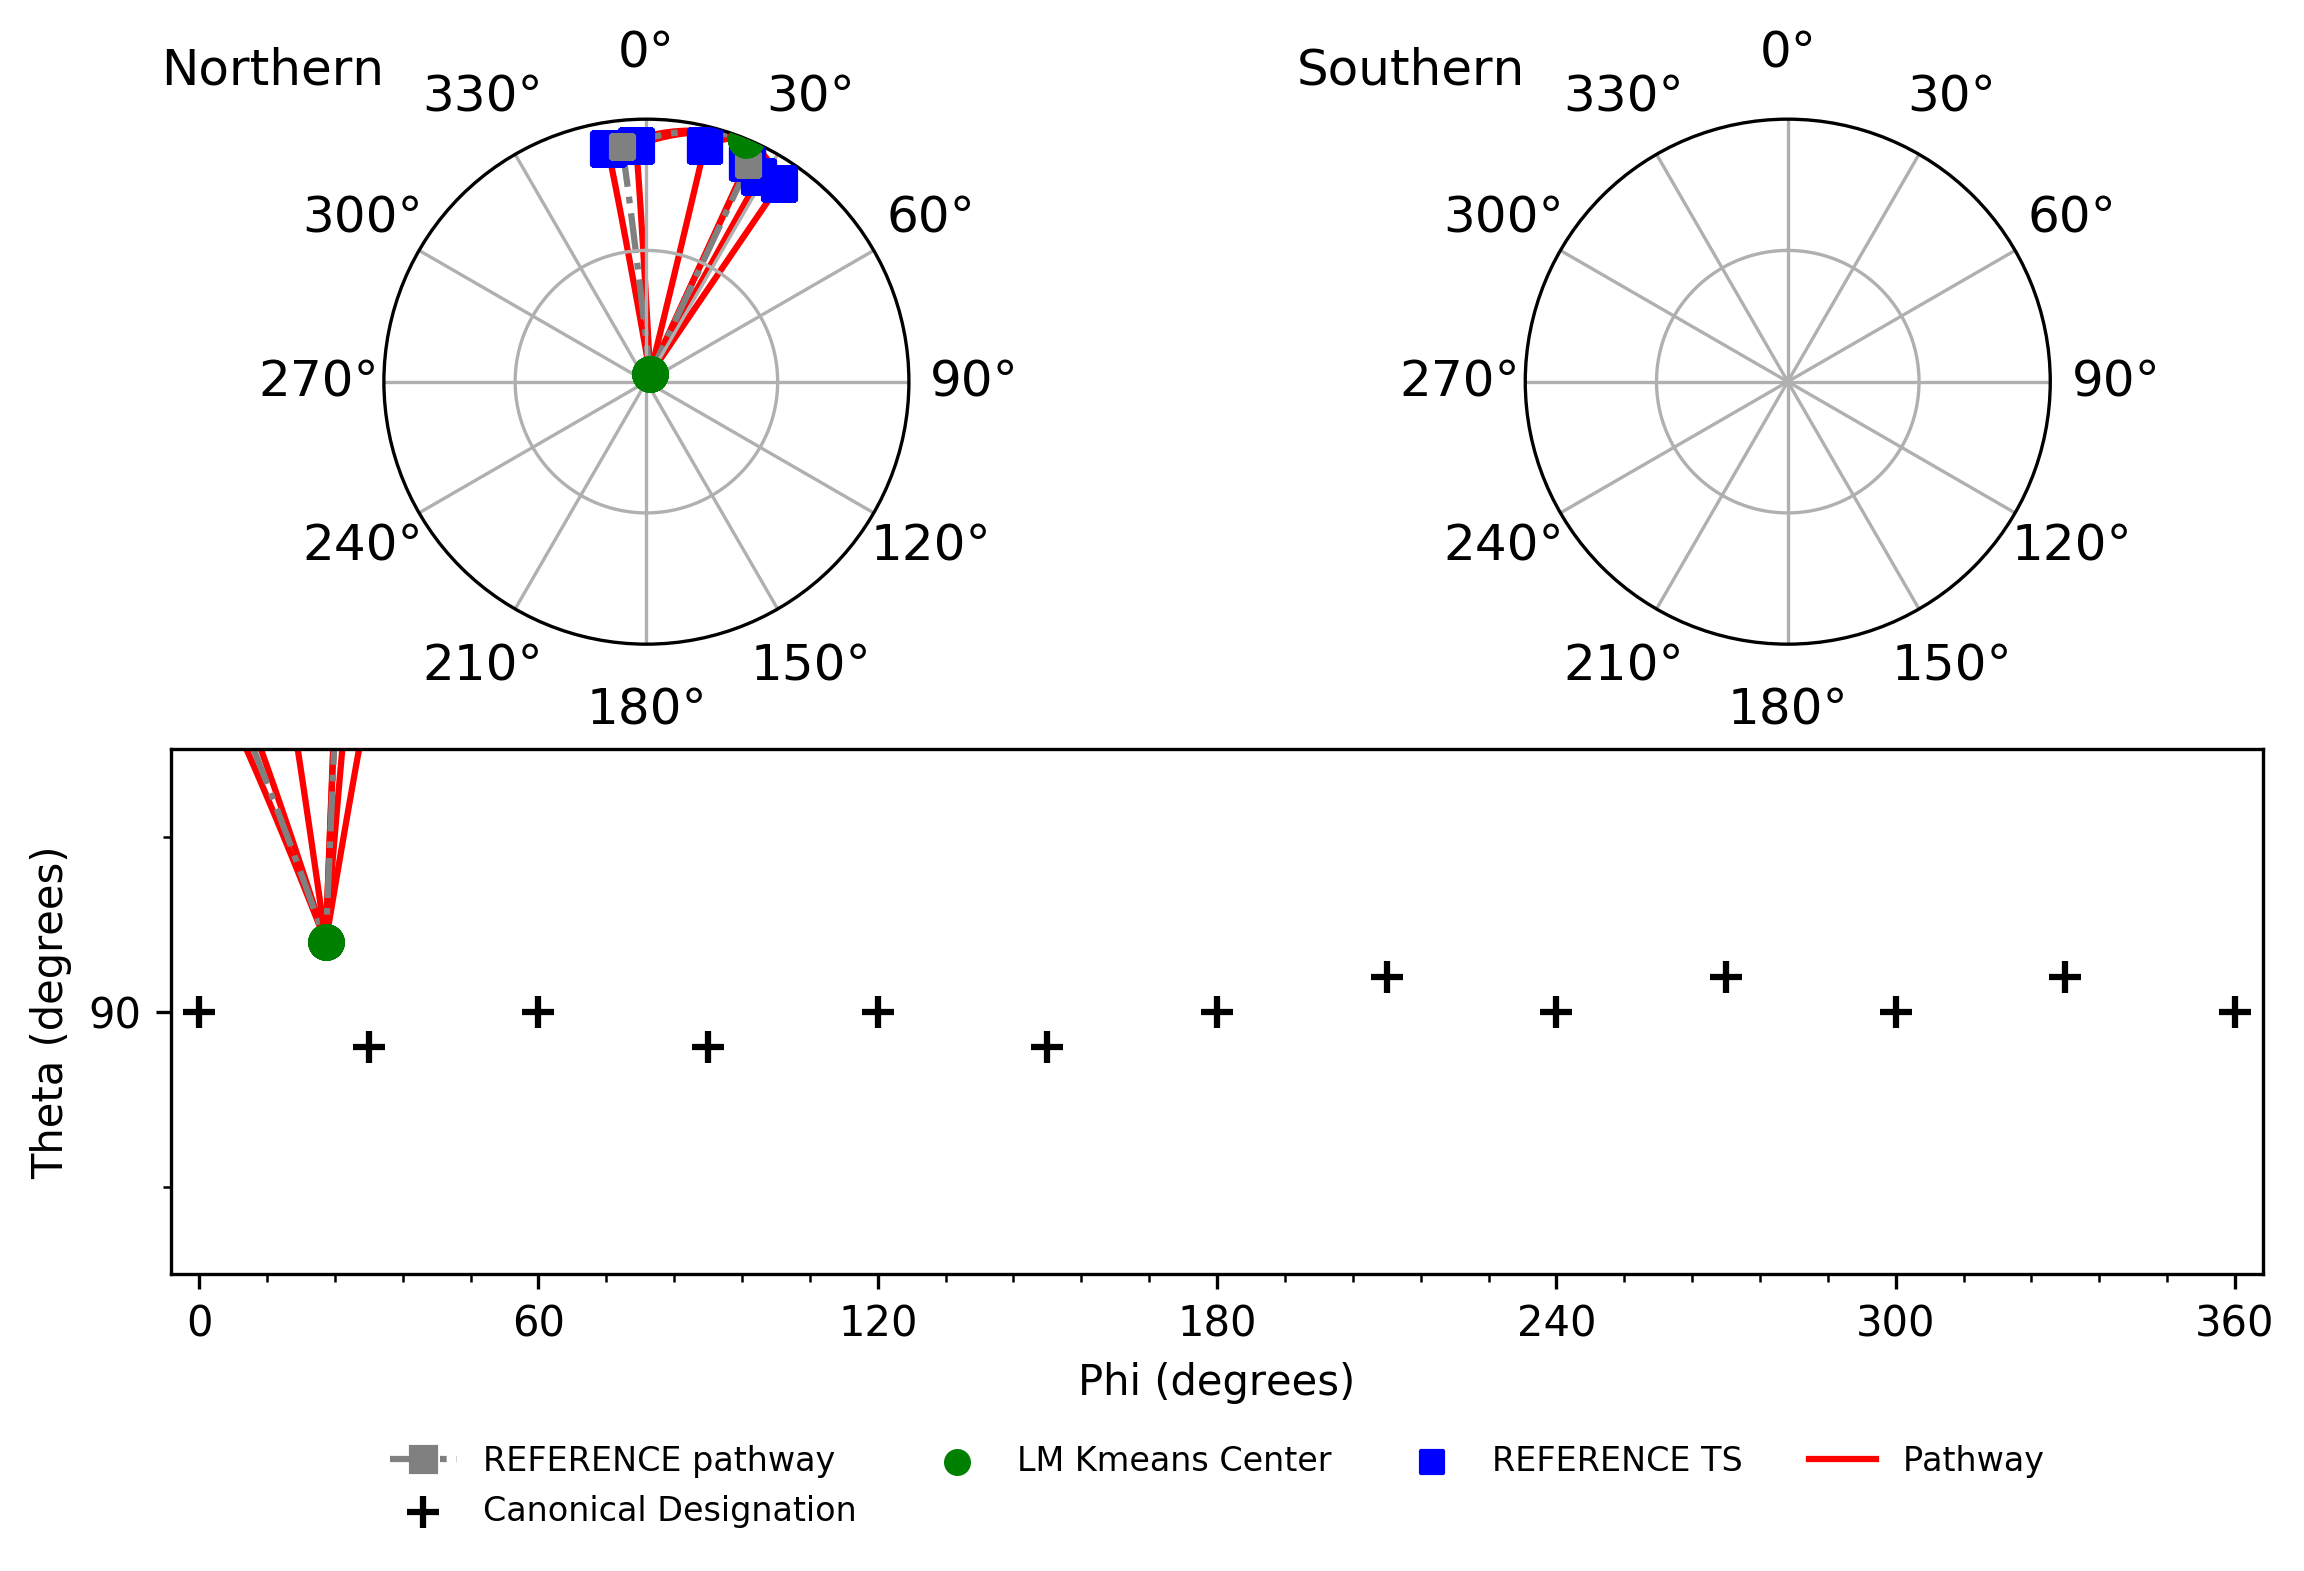 Northern
0°
30°
60°
90°
120°
150°
180°
210°
240°
270°
300°
330°
Southern
0°
30°
60°
90°
120°
150°
180°
210°
240°
270°
300°
330°
Theta (degrees)
90
0 60 120 180 240 300 360
Phi (degrees)
REFERENCE pathway
Canonical Designation
LM Kmeans Center
REFERENCE TS
Pathway